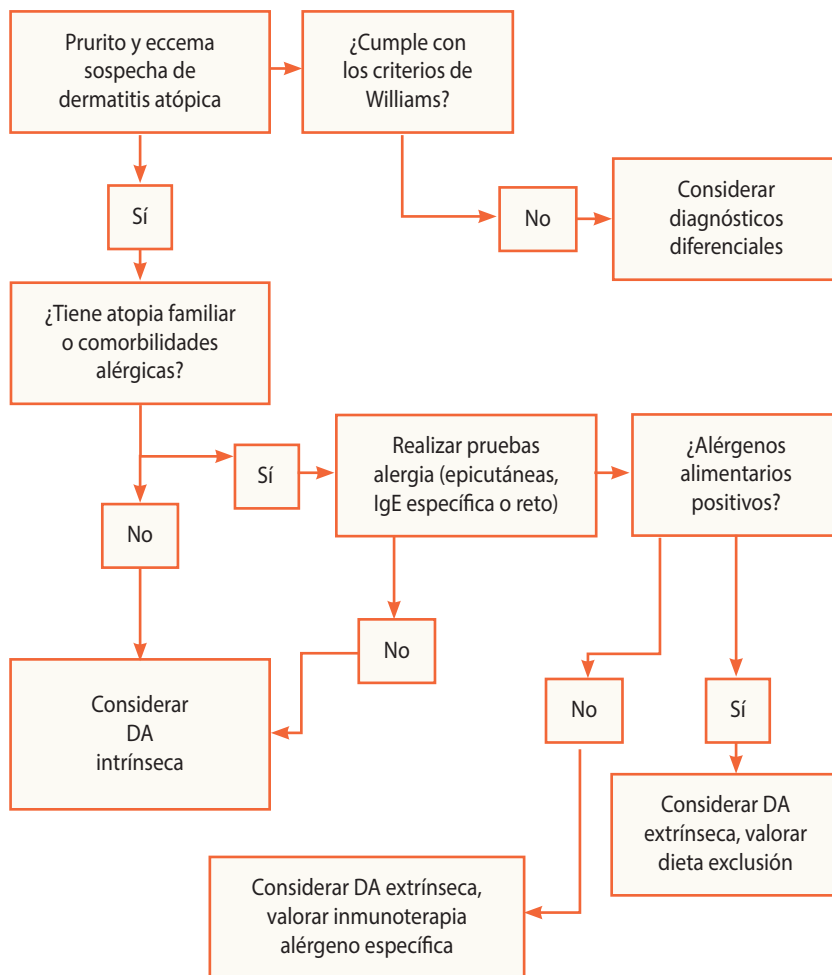 Prurito y eccema
sospecha de
dermatitis atópica
¿Cumple con
los criterios de
Williams?
Sí
No
Considerar
diagnósticos
diferenciales
¿Tiene atopia familiar
o comorbilidades
alérgicas?
Sí
Realizar pruebas
alergia (epicutáneas,
IgE específica o reto)
¿Alérgenos
alimentarios
positivos?
No
No
No
Sí
Considerar
DA
intrínseca
Considerar DA
extrínseca, valorar
dieta exclusión
Considerar DA extrínseca,
valorar inmunoterapia
alérgeno específica